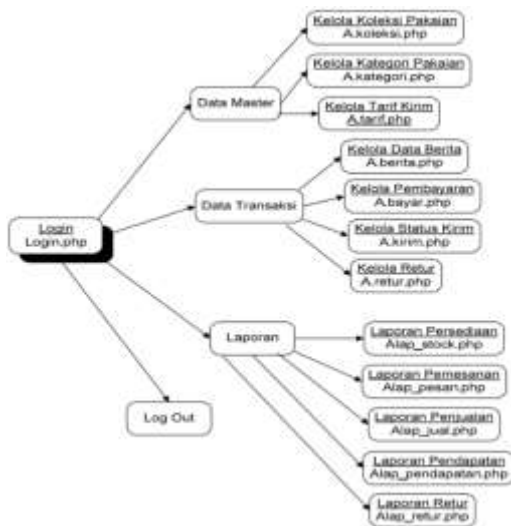 Kelola Koleksi Pakaian
A.koleksi.php
Kelola Kategori Pakaian
A.kategori.php
Data Master
Kelola Tarif Kirim
A.tarif.php
Kelola Data Berita
A.berita.php
Kelola Pembayaran
A.bayar.php
Data Transaksi
Kelola Status Kirim
A.kirim.php
Login
Login.php
Kelola Retur
A.retur.php
Laporan
Laporan Persediaan
Alap_stock.php
Laporan Pemesanan
Alap_pesan.php
Log Out
Laporan Penjualan
Alap_jual.php
Laporan Pendapatan
Alap_pendapatan.php
Laporan Retur
Alap_retur.php